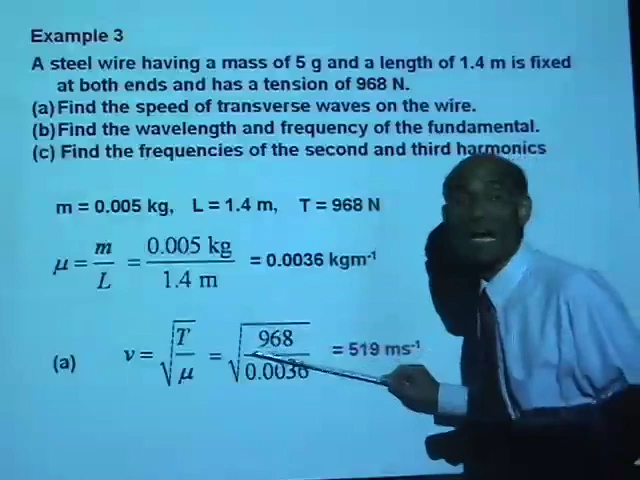 Example 3
A steel wire having a mass of 5 g and a length of 1.4 m is fixed
at both ends and has a tension of 968 N.
(a) Find the speed of transverse waves on the wire.
(b) Find the wavelength and frequency of the fundamental.
(c) Find the frequencies of the second and third harmonics
m = 0.005 kg, L = 1.4 m, T = 968 N
μ = m/L = 0.005 kg/1.4 m = 0.0036 kgm⁻¹
(a) v = √(T/μ) = √(968/0.0036) = 519 ms⁻¹